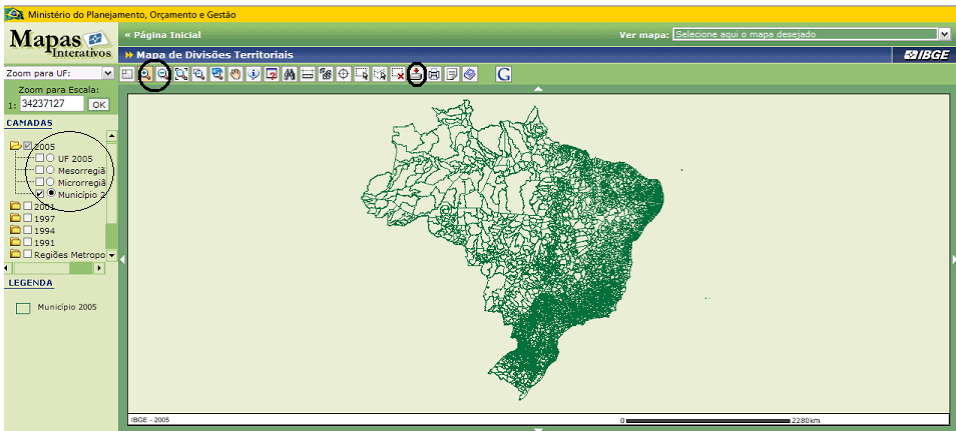 Ministério do Planejamento, Orçamento e Gestão
Mapas
Interativos
« Página Inicial
Ver mapa: Selecione aqui o mapa desejado
Mapa de Divisões Territoriais
IBGE
Zoom para UF:
G
Zoom para Escala:
1: 34237127 OK
CAMADAS
2005
UF 2005
Mesorregiã
Microrregiã
Município 2
2001
1997
1994
1991
Regiões Metropo
LEGENDA
Município 2005
IBGE - 2005
0 2280km